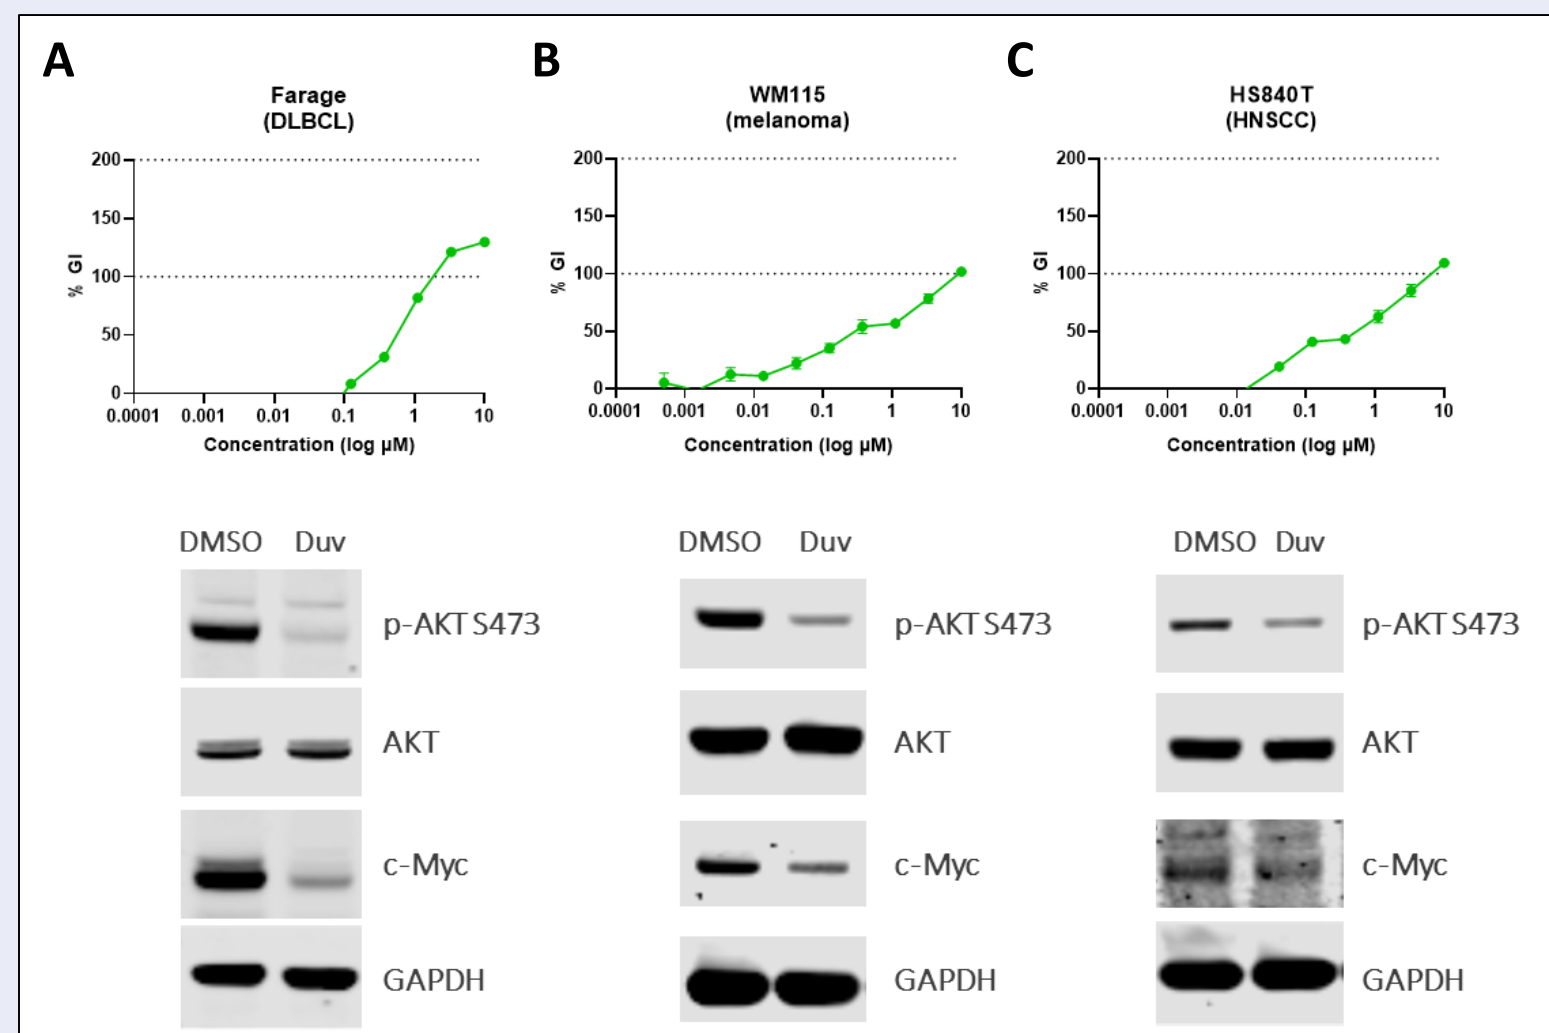 A
Farage
(DLBCL)
200
150
100
50
0
% GI
0.0001 0.001 0.01 0.1 1 10
Concentration (log µM)
DMSO Duv
p-AKT S473
AKT
c-Myc
GAPDH
B
WM115
(melanoma)
200
150
100
50
0
% GI
0.0001 0.001 0.01 0.1 1 10
Concentration (log µM)
DMSO Duv
p-AKT S473
AKT
c-Myc
GAPDH
C
HS840T
(HNSCC)
200
150
100
50
0
% GI
0.0001 0.001 0.01 0.1 1 10
Concentration (log µM)
DMSO Duv
p-AKT S473
AKT
c-Myc
GAPDH